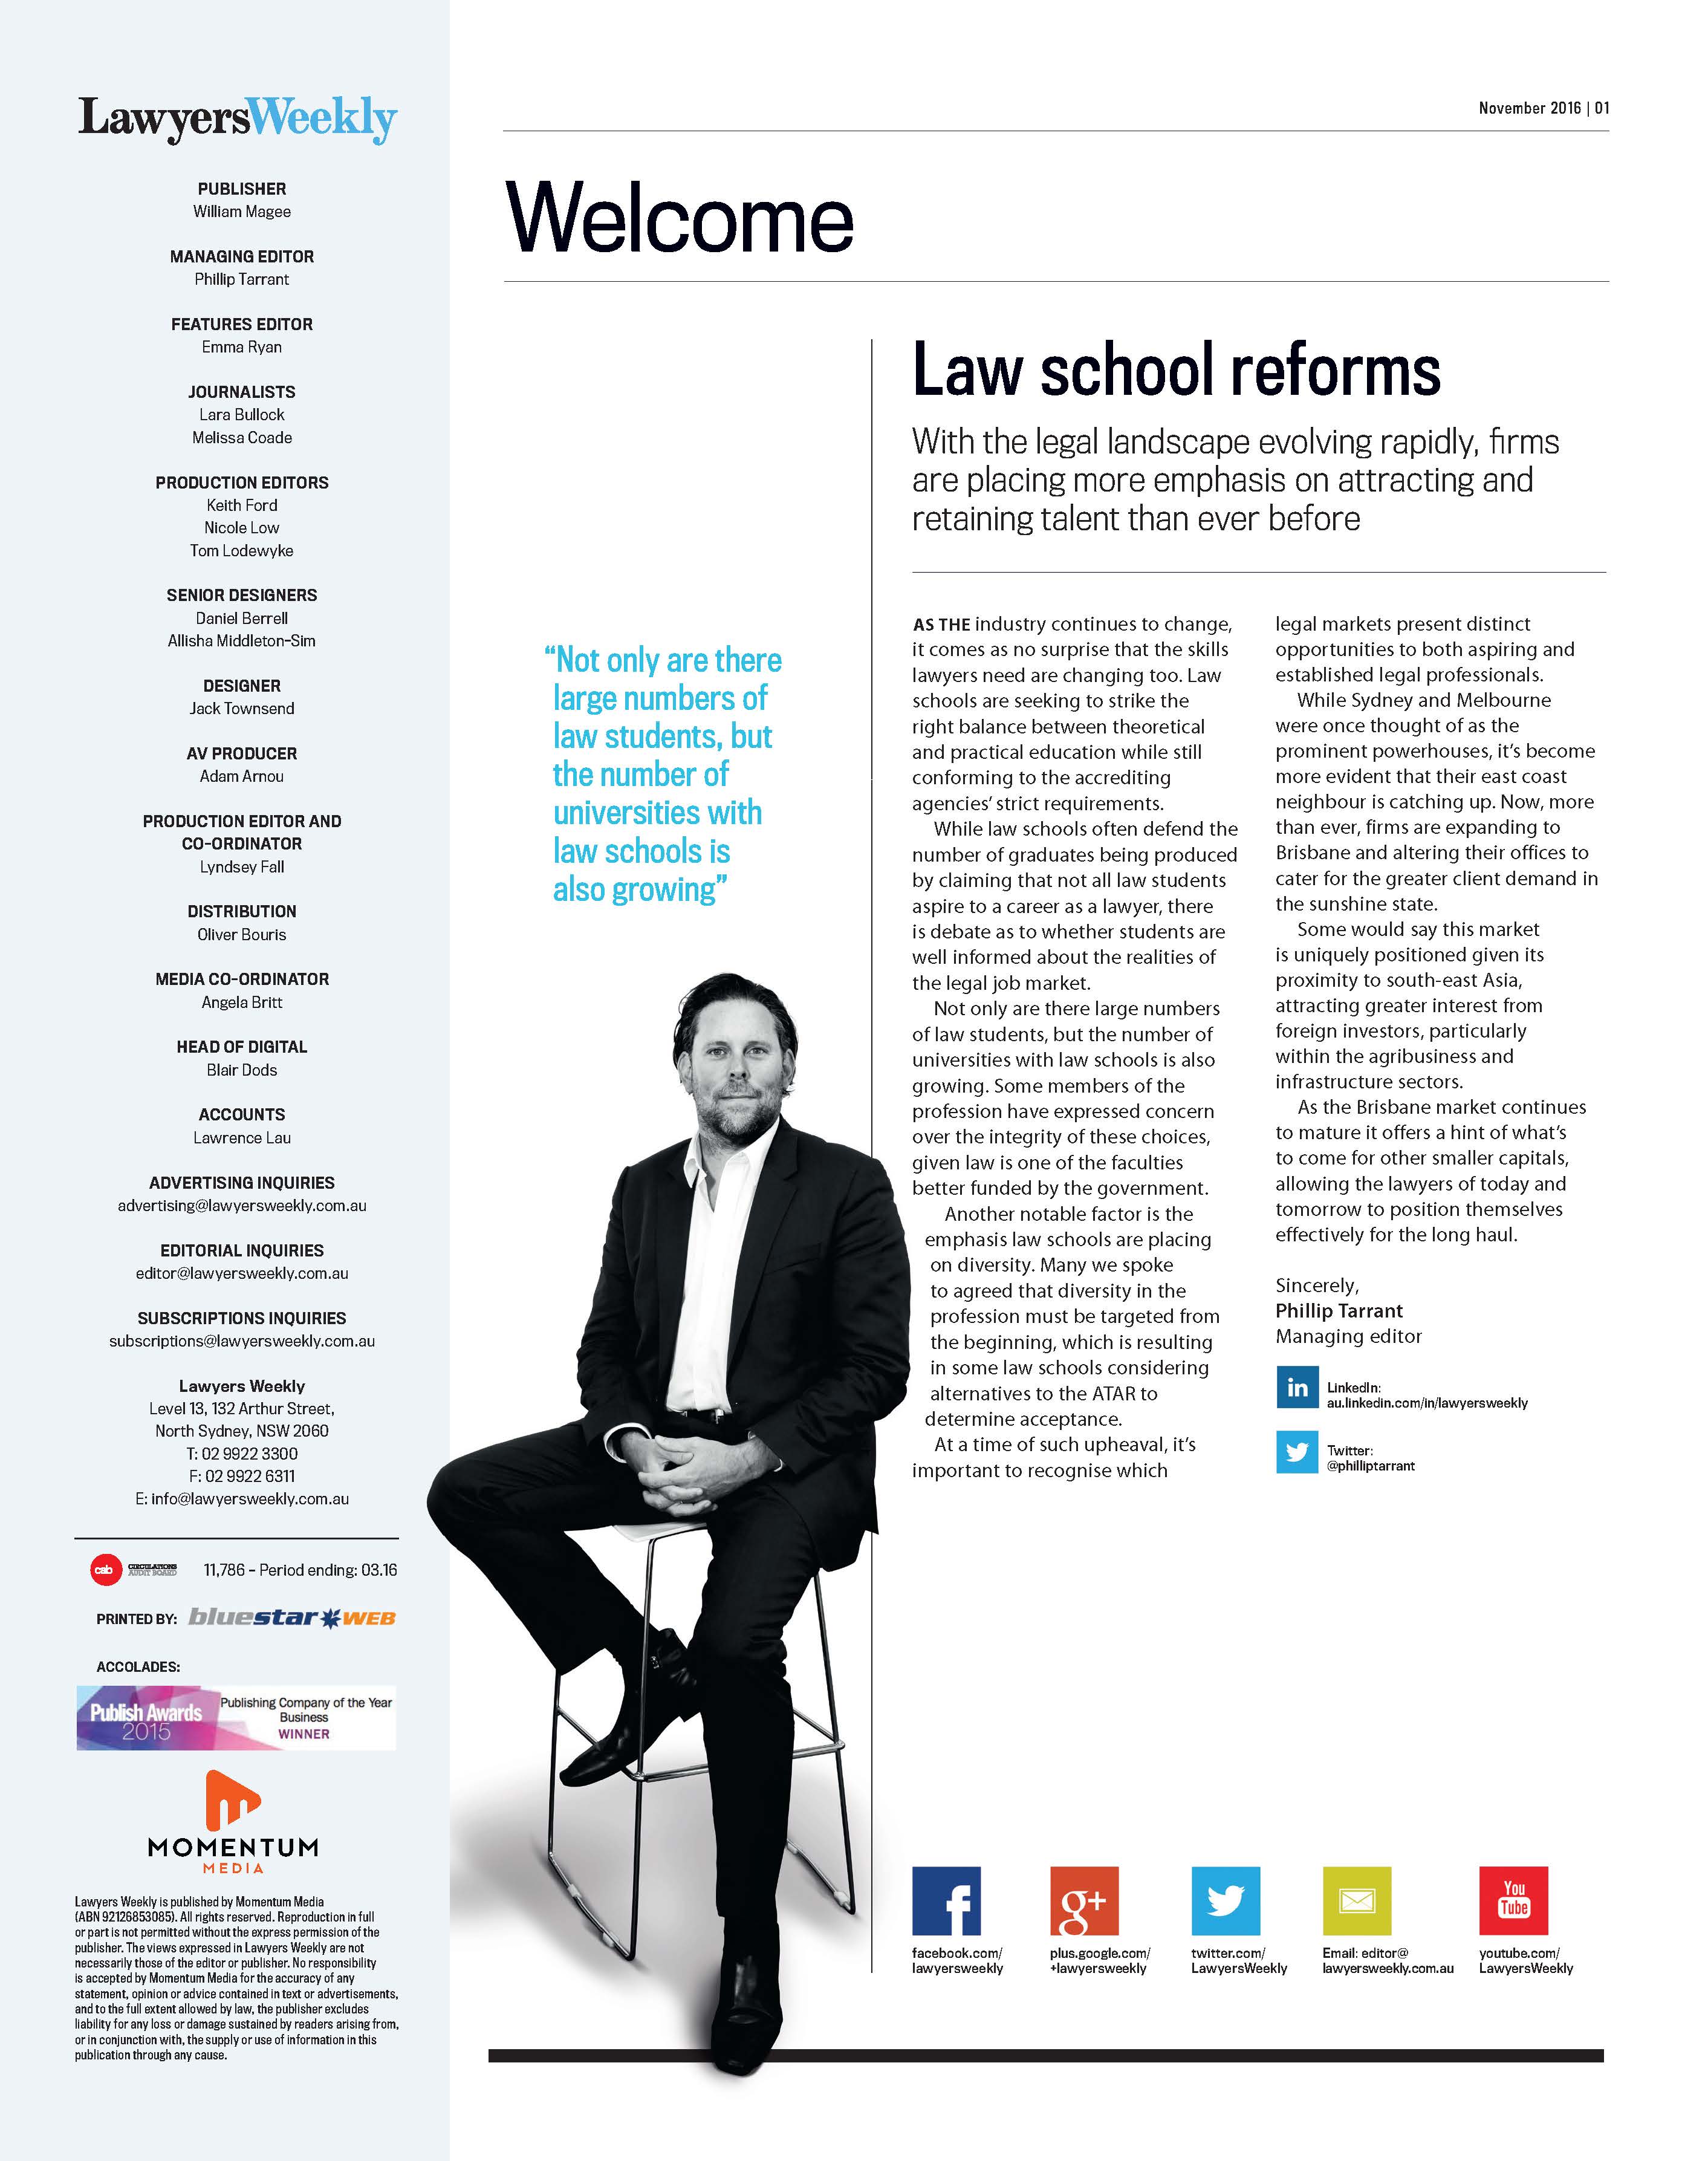 LawyersWeekly
PUBLISHER
William Magee
MANAGING EDITOR
Phillip Tarrant
FEATURES EDITOR
Emma Ryan
JOURNALISTS
Lara Bullock
Melissa Coade
PRODUCTION EDITORS
Keith Ford
Nicole Low
Tom Lodewyke
SENIOR DESIGNERS
Daniel Berrell
Allisha Middleton-Sim
DESIGNER
Jack Townsend
AV PRODUCER
Adam Arnou
PRODUCTION EDITOR AND
CO-ORDINATOR
Lyndsey Fall
DISTRIBUTION
Oliver Bouris
MEDIA CO-ORDINATOR
Angela Britt
HEAD OF DIGITAL
Blair Dods
ACCOUNTS
Lawrence Lau
ADVERTISING INQUIRIES
advertising@lawyersweekly.com.au
EDITORIAL INQUIRIES
editor@lawyersweekly.com.au
SUBSCRIPTIONS INQUIRIES
subscriptions@lawyersweekly.com.au
Lawyers Weekly
Level 13, 132 Arthur Street,
North Sydney, NSW 2060
T: 02 9922 3300
F: 02 9922 6311
E: info@lawyersweekly.com.au
cab CIRCULATIONS AUDIT BOARD 11,786 - Period ending: 03.16
PRINTED BY: bluestar WEB
ACCOLADES:
Publish Awards
2015
Publishing Company of the Year
Business
WINNER
MOMENTUM
MEDIA
Lawyers Weekly is published by Momentum Media
(ABN 92126853085). All rights reserved. Reproduction in full
or part is not permitted without the express permission of the
publisher. The views expressed in Lawyers Weekly are not
necessarily those of the editor or publisher. No responsibility
is accepted by Momentum Media for the accuracy of any
statement, opinion or advice contained in text or advertisements,
and to the full extent allowed by law, the publisher excludes
liability for any loss or damage sustained by readers arising from,
or in conjunction with, the supply or use of information in this
publication through any cause.
November 2016 | 01
Welcome
“Not only are there
large numbers of
law students, but
the number of
universities with
law schools is
also growing”
Law school reforms
With the legal landscape evolving rapidly, firms
are placing more emphasis on attracting and
retaining talent than ever before
AS THE industry continues to change,
it comes as no surprise that the skills
lawyers need are changing too. Law
schools are seeking to strike the
right balance between theoretical
and practical education while still
conforming to the accrediting
agencies’ strict requirements.
While law schools often defend the
number of graduates being produced
by claiming that not all law students
aspire to a career as a lawyer, there
is debate as to whether students are
well informed about the realities of
the legal job market.
Not only are there large numbers
of law students, but the number of
universities with law schools is also
growing. Some members of the
profession have expressed concern
over the integrity of these choices,
given law is one of the faculties
better funded by the government.
Another notable factor is the
emphasis law schools are placing
on diversity. Many we spoke
to agreed that diversity in the
profession must be targeted from
the beginning, which is resulting
in some law schools considering
alternatives to the ATAR to
determine acceptance.
At a time of such upheaval, it’s
important to recognise which
legal markets present distinct
opportunities to both aspiring and
established legal professionals.
While Sydney and Melbourne
were once thought of as the
prominent powerhouses, it’s become
more evident that their east coast
neighbour is catching up. Now, more
than ever, firms are expanding to
Brisbane and altering their offices to
cater for the greater client demand in
the sunshine state.
Some would say this market
is uniquely positioned given its
proximity to south-east Asia,
attracting greater interest from
foreign investors, particularly
within the agribusiness and
infrastructure sectors.
As the Brisbane market continues
to mature it offers a hint of what’s
to come for other smaller capitals,
allowing the lawyers of today and
tomorrow to position themselves
effectively for the long haul.
Sincerely,
Phillip Tarrant
Managing editor
in
LinkedIn:
au.linkedin.com/in/lawyersweekly
Twitter:
@philliptarrant
f
facebook.com/
lawyersweekly
g+
plus.google.com/
+lawyersweekly
twitter.com/
LawyersWeekly
Email: editor@
lawyersweekly.com.au
You
Tube
youtube.com/
LawyersWeekly